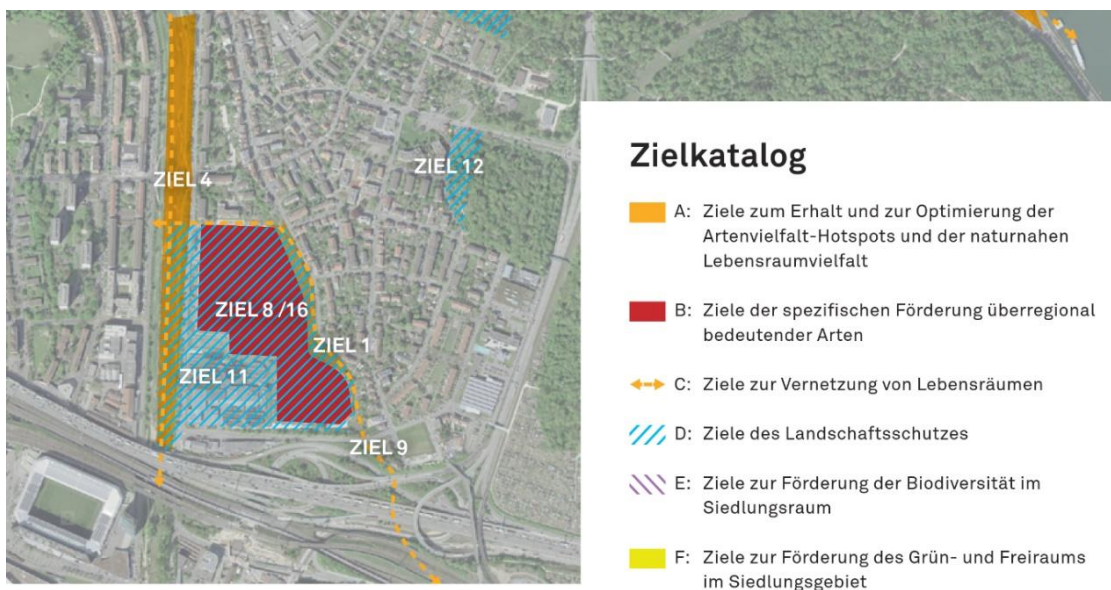 ZIEL 4
ZIEL 12
ZIEL 8 /16
ZIEL 1
ZIEL 11
ZIEL 9
Zielkatalog
A: Ziele zum Erhalt und zur Optimierung der
Artenvielfalt-Hotspots und der naturnahen
Lebensraumvielfalt
B: Ziele der spezifischen Förderung überregional
bedeutender Arten
C: Ziele zur Vernetzung von Lebensräumen
D: Ziele des Landschaftsschutzes
E: Ziele zur Förderung der Biodiversität im
Siedlungsraum
F: Ziele zur Förderung des Grün- und Freiraums
im Siedlungsgebiet